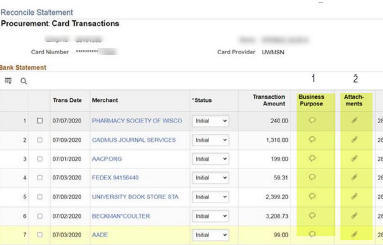 Reconcile Statement
Procurement Card Transactions
Card Number ********** Card Provider UWMSN
Bank Statement
1 2
Trans Date Merchant *Status Transaction Amount Business Purpose Attach-ments
1 07/07/2020 PHARMACY SOCIETY OF WISCO Initial 240.00 28
2 07/09/2020 CADMUS JOURNAL SERVICES Initial 1,316.00 28
3 07/01/2020 AACP.ORG Initial 199.00 28
4 07/03/2020 FEDEX 94156440 Initial 59.31 28
5 07/08/2020 UNIVERSITY BOOK STORE STA Initial 2,399.20 28
6 07/02/2020 BECKMAN*COULTER Initial 3,208.73 28
7 07/03/2020 AADE Initial 99.00 28